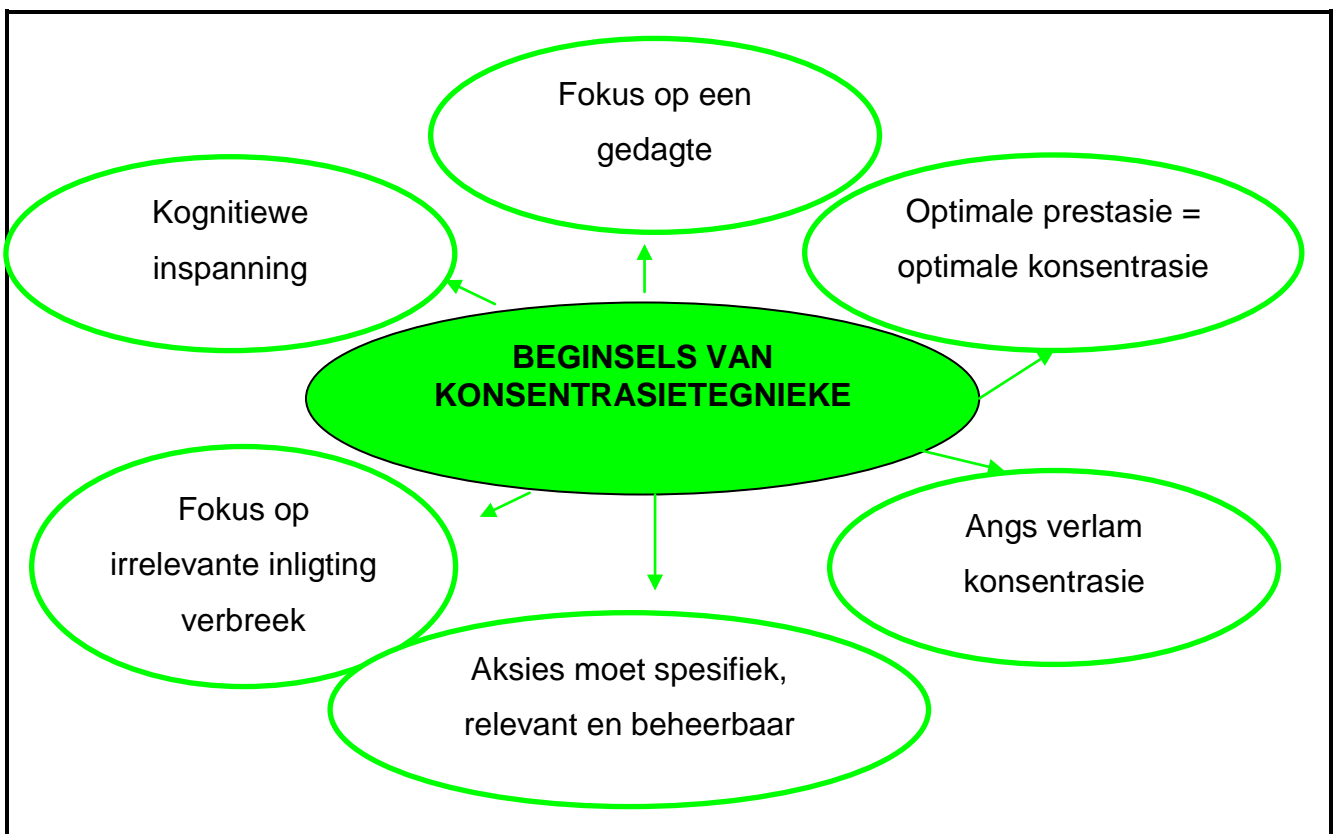 Fokus op een
gedagte
Kognitiewe
inspanning
Optimale prestasie =
optimale konsentrasie
BEGINSELS VAN
KONSENTRASIETEGNIEKE
Fokus op
irrelevante inligting
verbreek
Angs verlam
konsentrasie
Aksies moet spesifiek,
relevant en beheerbaar